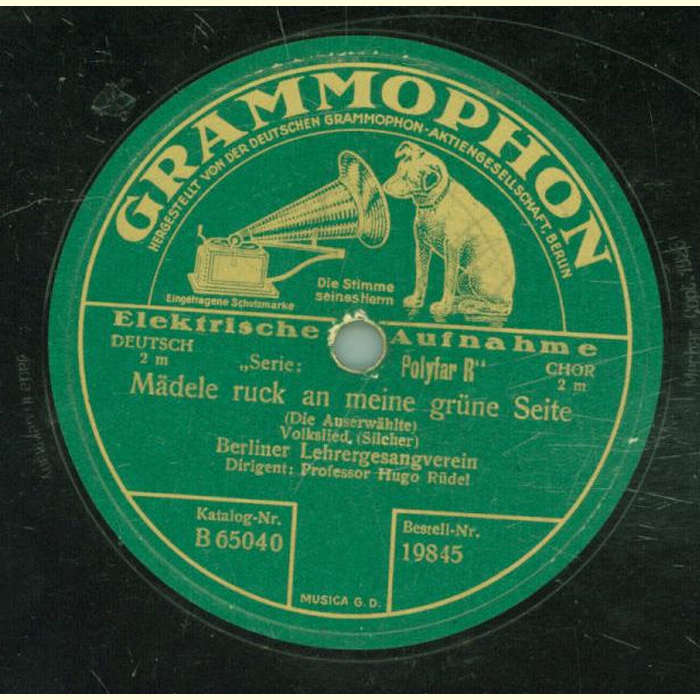 GRAMMOPHON
HERGESTELLT VON DER DEUTSCHEN GRAMMOPHON-AKTIENGESELLSCHAFT, BERLIN
Die Stimme
seines Herrn
Eingetragene Schutzmarke
Elektrische Aufnahme
DEUTSCH
2 m
„Serie: Polyfar R“
CHOR
2 m
Mädele ruck an meine grüne Seite
(Die Auserwählte)
Volkslied. (Silcher)
Berliner Lehrergesangverein
Dirigent: Professor Hugo Rüdel
Katalog-Nr.
B 65040
Bestell-Nr.
19845
MUSICA G. D.